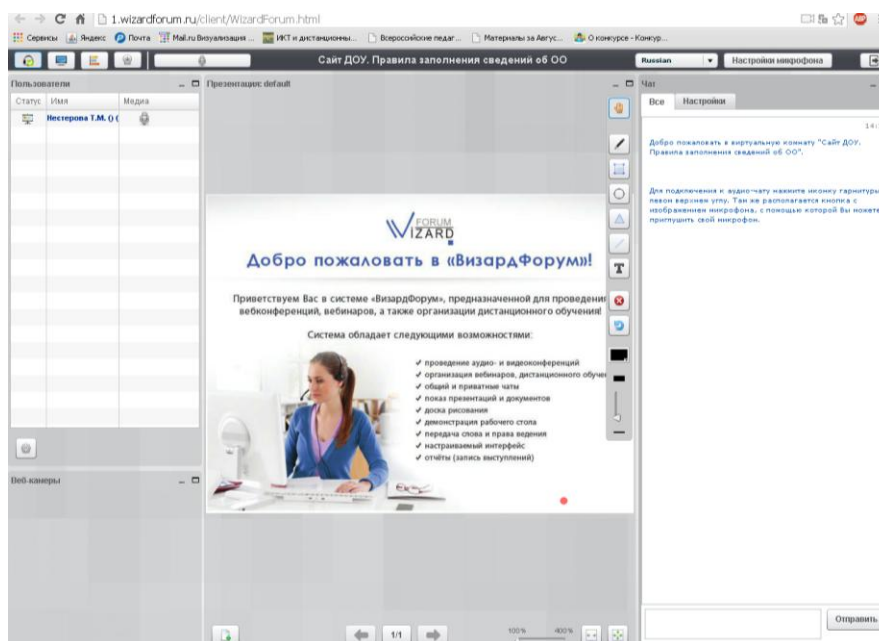 1.wizardforum.ru/client/WizardForum.html
Сервисы Яндекс Почта Mail.ru Визуализация ... ИКТ и дистанционны... Всероссийские педаг... Материалы за Авгус... О конкурсе - Конкур...
Сайт ДОУ. Правила заполнения сведений об ОО Russian Настройки микрофона
Пользователи
Статус Имя Медиа
Нестерова Т.М. () (
Веб-камеры
Презентация: default
FORUM
WIZARD
Добро пожаловать в «ВизардФорум»!
Приветствуем Вас в системе «ВизардФорум», предназначенной для проведения
вебконференций, вебинаров, а также организации дистанционного обучения!
Система обладает следующими возможностями:
✓ проведение аудио- и видеоконференций
✓ организация вебинаров, дистанционного обучен
✓ общий и приватные чаты
✓ показ презентаций и документов
✓ доска рисования
✓ демонстрация рабочего стола
✓ передача слова и права ведения
✓ настраиваемый интерфейс
✓ отчёты (запись выступлений)
T
1/1
100% 400%
Чат
Все Настройки
14:
Добро пожаловать в виртуальную комнату "Сайт ДОУ.
Правила заполнения сведений об ОО".
Для подключения к аудио-чату нажмите иконку гарнитуры
левом верхнем углу. Там же располагается кнопка с
изображением микрофона, с помощью которой Вы можете
приглушить свой микрофон.
Отправить